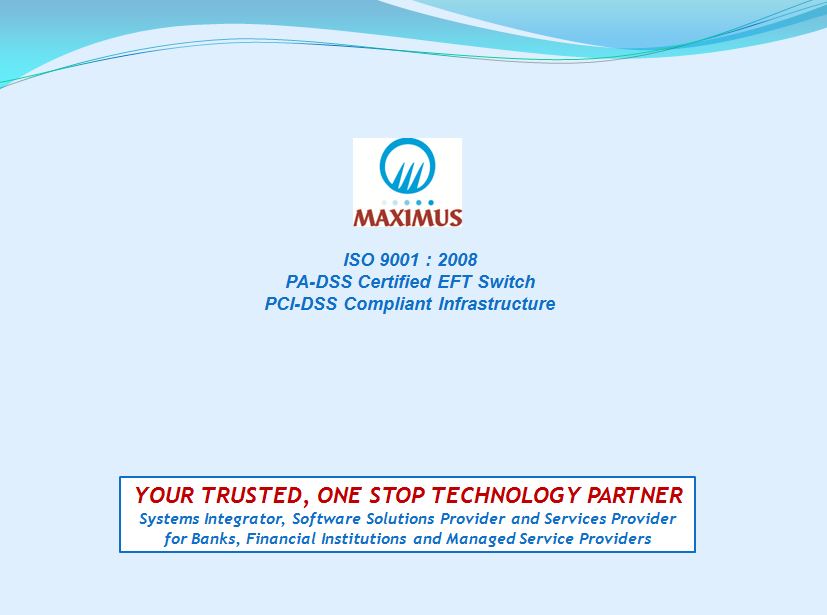 MAXIMUS
ISO 9001 : 2008
PA-DSS Certified EFT Switch
PCI-DSS Compliant Infrastructure
YOUR TRUSTED, ONE STOP TECHNOLOGY PARTNER
Systems Integrator, Software Solutions Provider and Services Provider
for Banks, Financial Institutions and Managed Service Providers